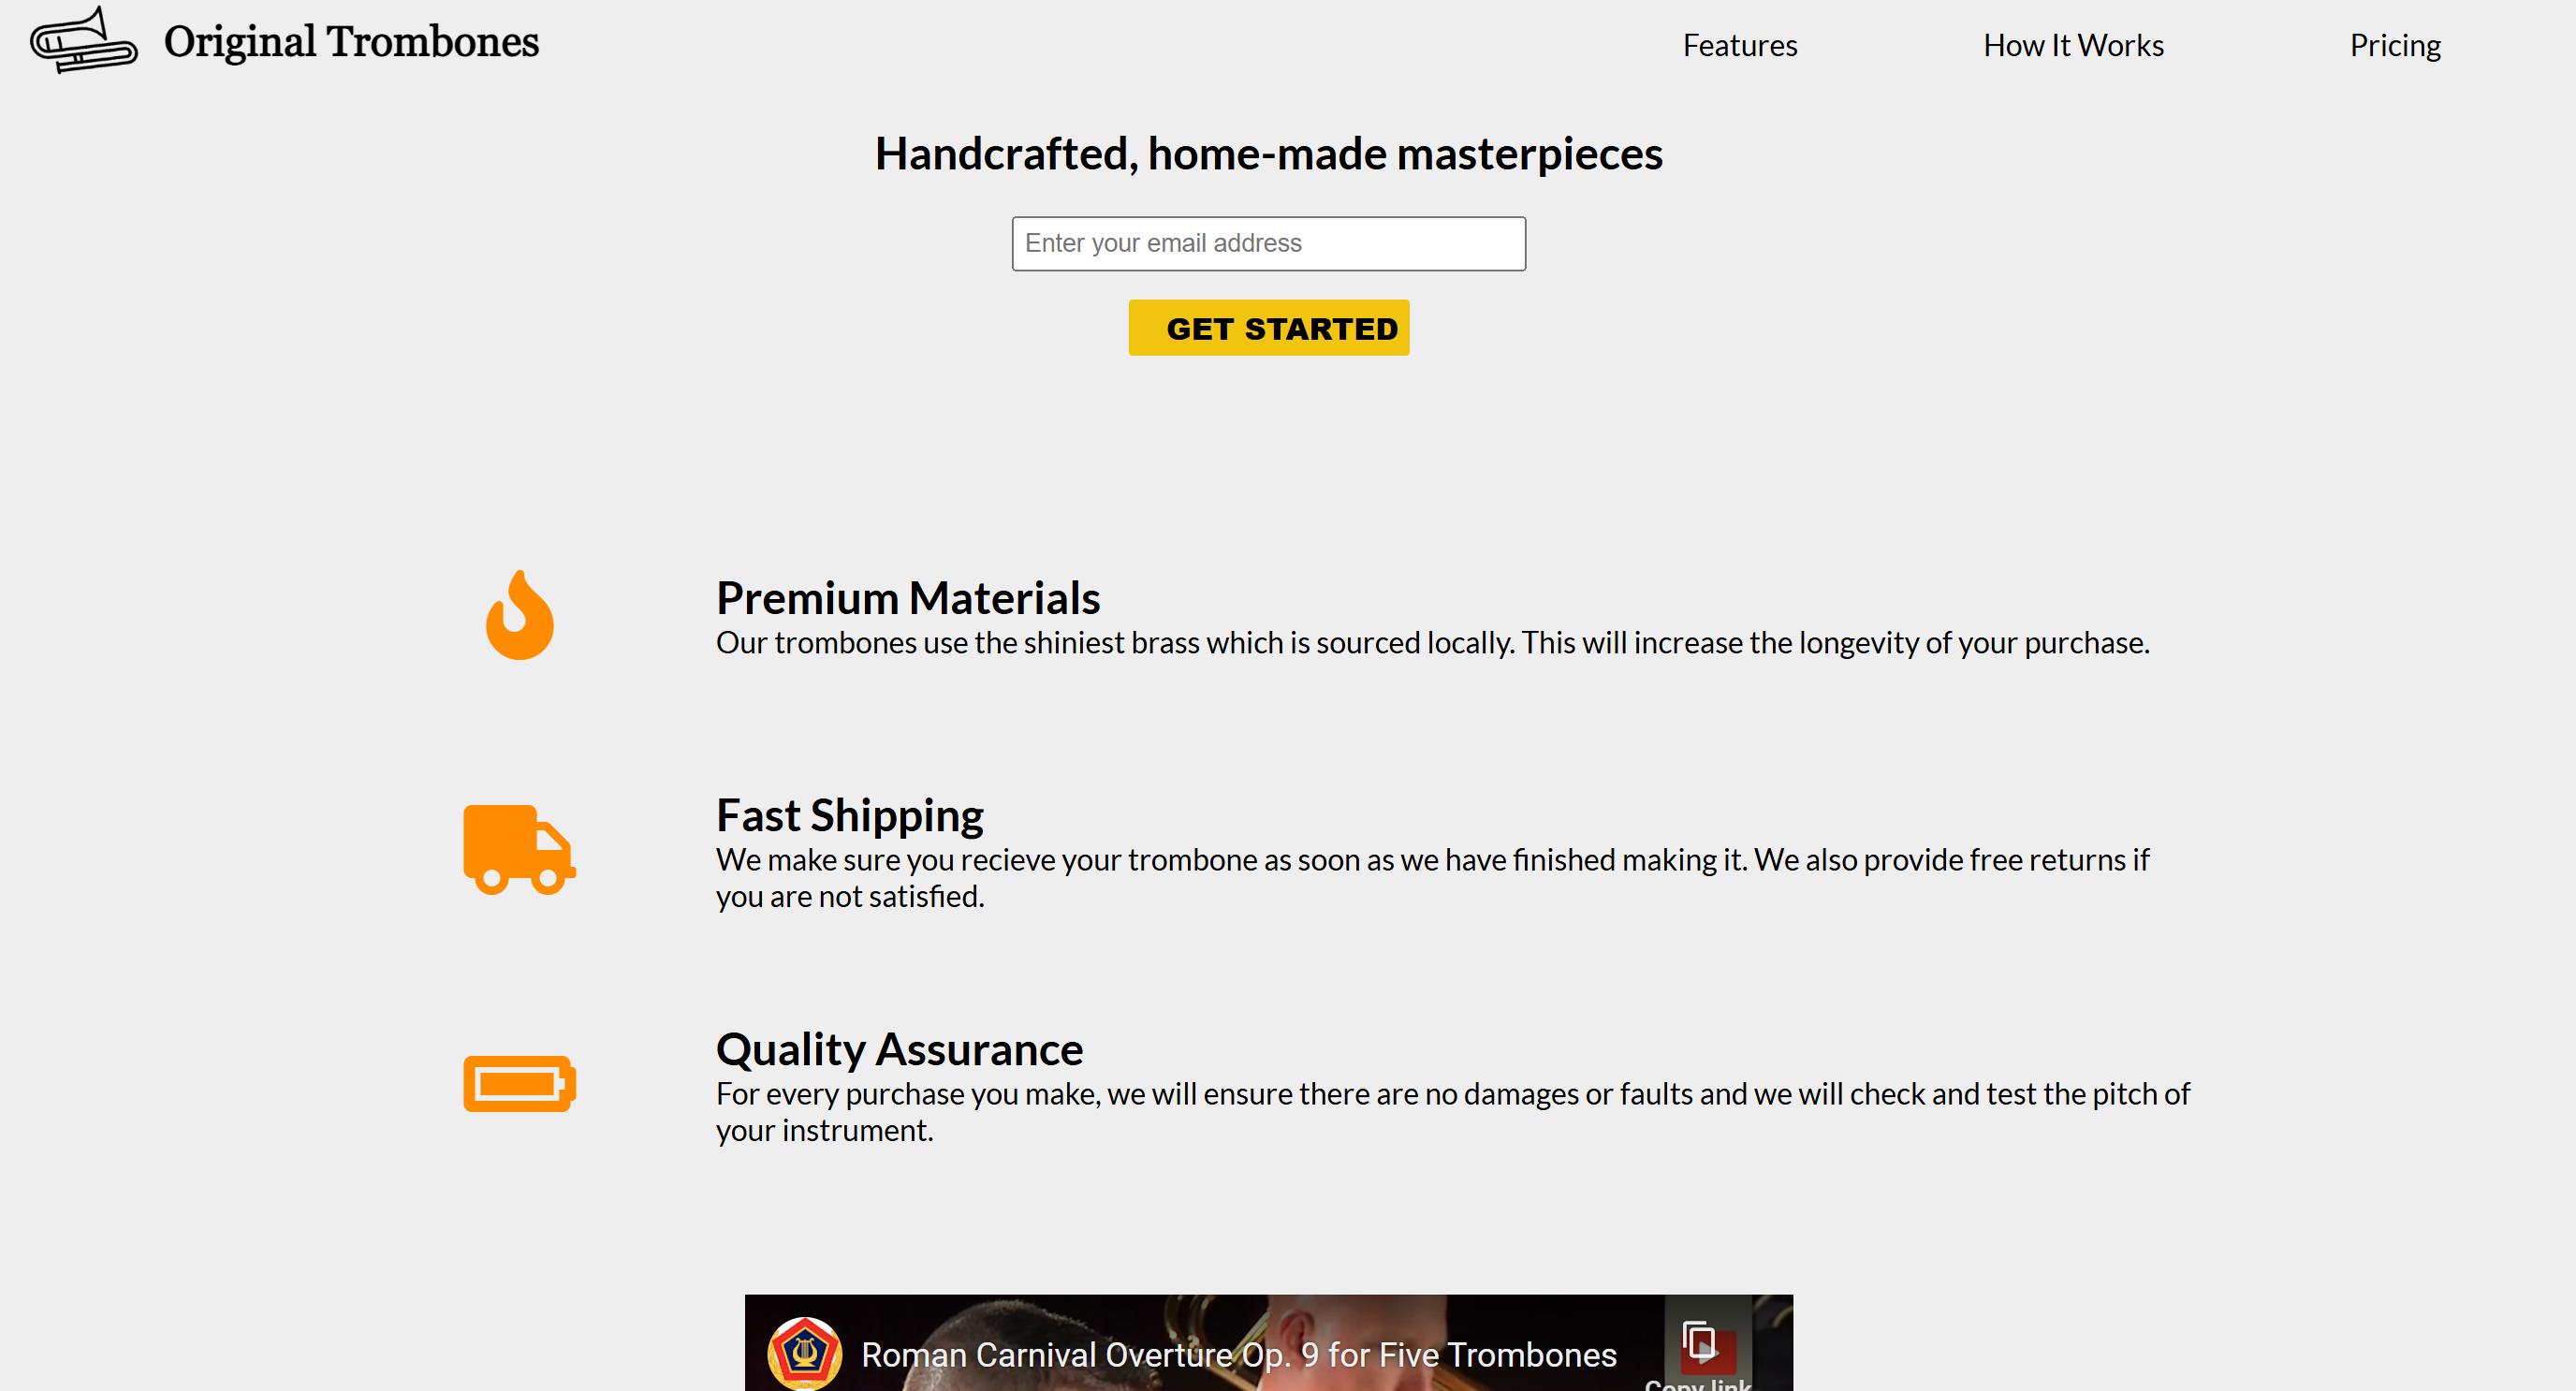 Original Trombones
Features
How It Works
Pricing
Handcrafted, home-made masterpieces
Enter your email address
GET STARTED
Premium Materials
Our trombones use the shiniest brass which is sourced locally. This will increase the longevity of your purchase.
Fast Shipping
We make sure you recieve your trombone as soon as we have finished making it. We also provide free returns if
you are not satisfied.
Quality Assurance
For every purchase you make, we will ensure there are no damages or faults and we will check and test the pitch of
your instrument.
Roman Carnival Overture Op. 9 for Five Trombones
Copy link